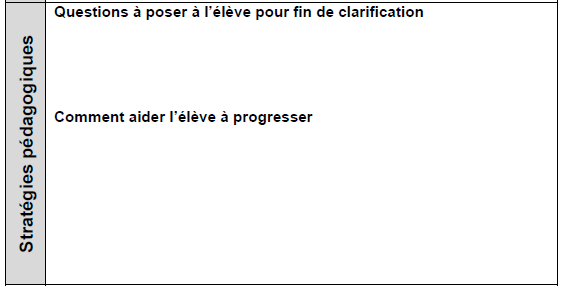 Stratégies pédagogiques
Questions à poser à l’élève pour fin de clarification
Comment aider l’élève à progresser